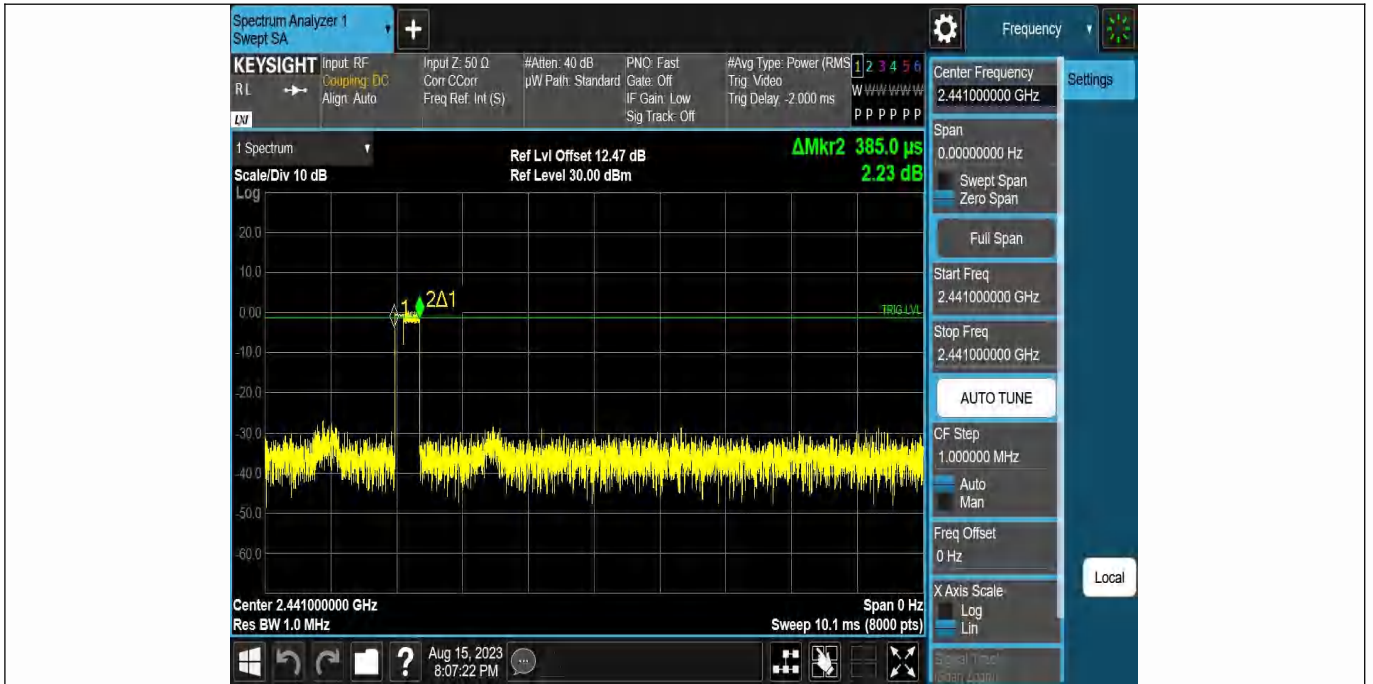 Spectrum Analyzer 1
Swept SA
Frequency
KEYSIGHT
R L
LXI
Input: RF
Coupling: DC
Align: Auto
Input Z: 50 Ω
Corr CCorr
Freq Ref: Int (S)
#Atten: 40 dB
µW Path: Standard
PNO: Fast
Gate: Off
IF Gain: Low
Sig Track: Off
#Avg Type: Power (RMS
Trig: Video
Trig Delay: -2.000 ms
1 2 3 4 5 6
W W W W W W
P P P P P P
1 Spectrum
Scale/Div 10 dB
Log
Ref Lvl Offset 12.47 dB
Ref Level 30.00 dBm
ΔMkr2 385.0 µs
2.23 dB
20.0
10.0
0.00
-10.0
-20.0
-30.0
-40.0
-50.0
-60.0
1
2Δ1
TRIG LVL
Center 2.441000000 GHz
Res BW 1.0 MHz
Span 0 Hz
Sweep 10.1 ms (8000 pts)
Aug 15, 2023
8:07:22 PM
Center Frequency
2.441000000 GHz
Settings
Span
0.00000000 Hz
Swept Span
Zero Span
Full Span
Start Freq
2.441000000 GHz
Stop Freq
2.441000000 GHz
AUTO TUNE
CF Step
1.000000 MHz
Auto
Man
Freq Offset
0 Hz
X Axis Scale
Log
Lin
Local
Signal Track
(Span Zoom)